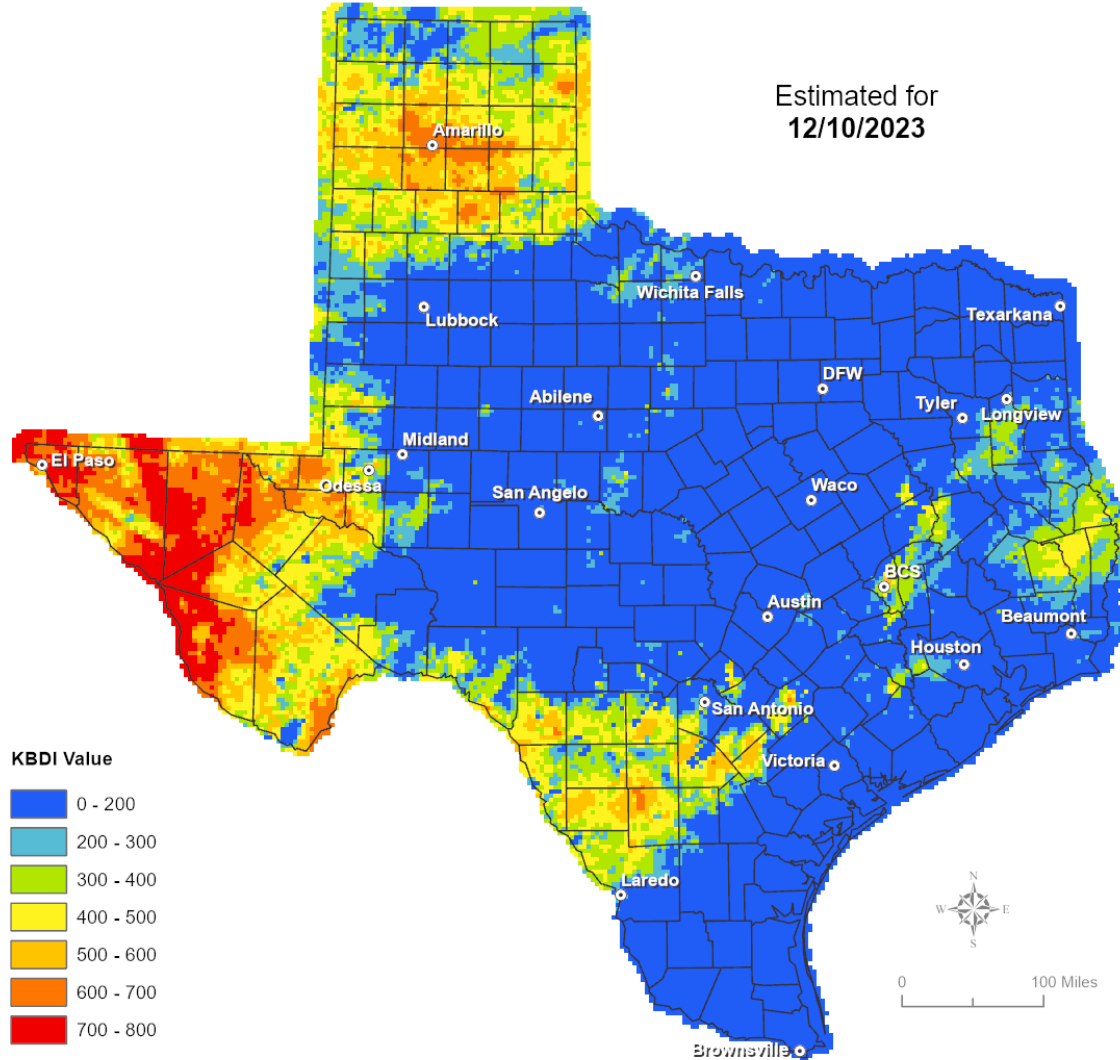 Estimated for
12/10/2023
Amarillo
Wichita Falls
Lubbock
Texarkana
DFW
Abilene
Tyler
Longview
Midland
El Paso
Odessa
San Angelo
Waco
BCS
Austin
Beaumont
Houston
San Antonio
Victoria
KBDI Value
0 - 200
200 - 300
300 - 400
400 - 500
500 - 600
600 - 700
700 - 800
Laredo
N
W E
S
0 100 Miles
Brownsville